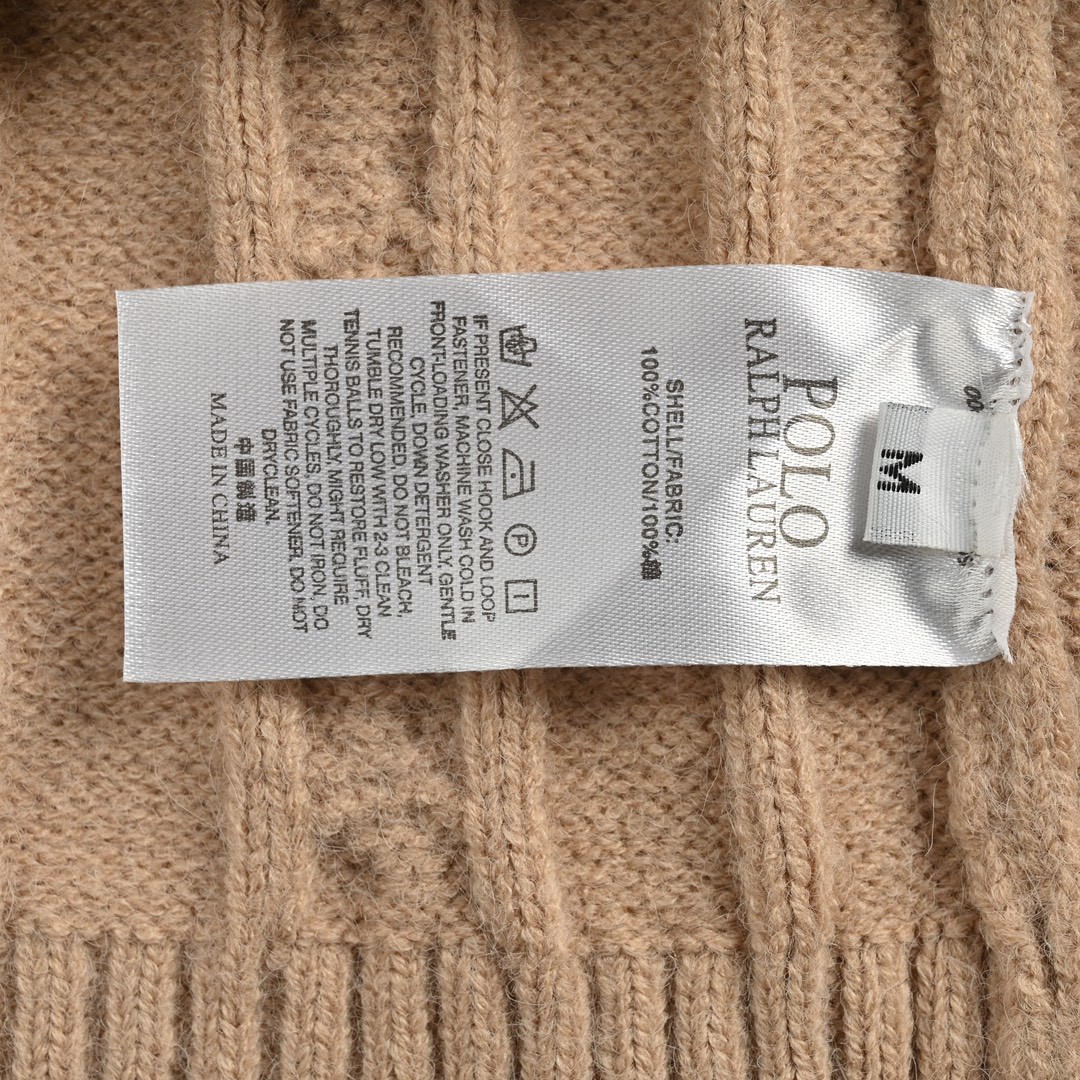 POLO
RALPH LAUREN
M
SHELL/FABRIC:
100%COTTON/100%棉
P
IF PRESENT CLOSE HOOK AND LOOP
FASTENER, MACHINE WASH COLD IN
FRONT-LOADING WASHER ONLY, GENTLE
CYCLE, DOWN DETERGENT
RECOMMENDED, DO NOT BLEACH,
TUMBLE DRY LOW WITH 2-3 CLEAN
TENNIS BALLS TO RESTORE FLUFF, DRY
THOROUGHLY, MIGHT REQUIRE
MULTIPLE CYCLES, DO NOT IRON, DO
NOT USE FABRIC SOFTENER, DO NOT
DRYCLEAN.
中國製造
MADE IN CHINA